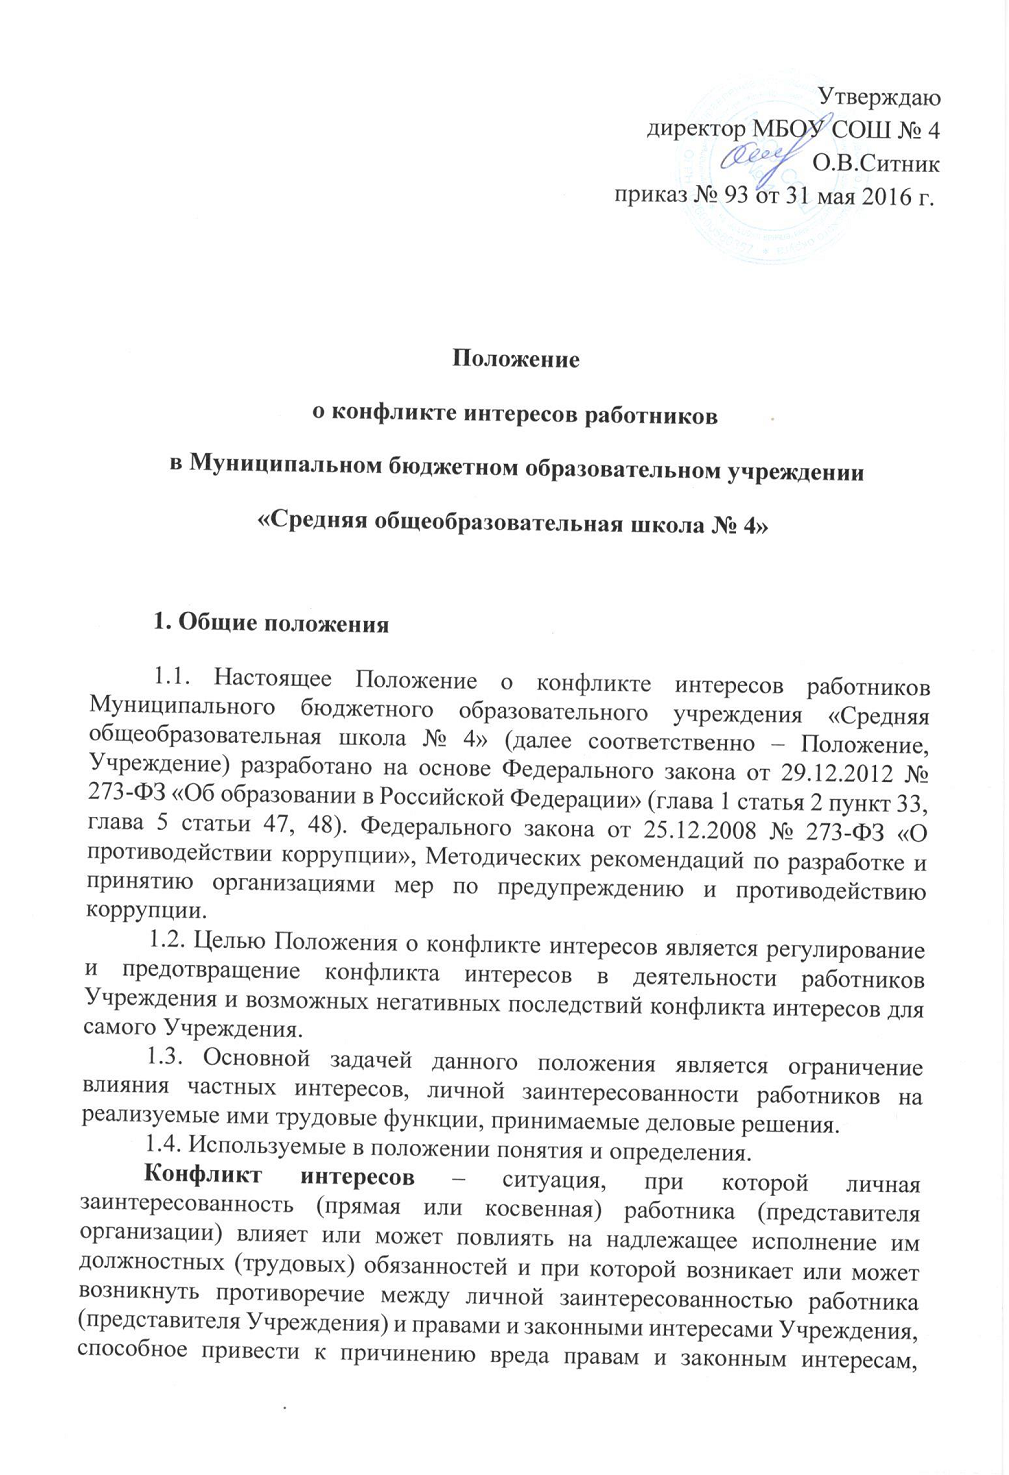 Утверждаю
директор МБОУ СОШ № 4
О.В.Ситник
приказ № 93 от 31 мая 2016 г.
Положение
о конфликте интересов работников
в Муниципальном бюджетном образовательном учреждении
«Средняя общеобразовательная школа № 4»
1. Общие положения
1.1. Настоящее Положение о конфликте интересов работников
Муниципального бюджетного образовательного учреждения «Средняя
общеобразовательная школа № 4» (далее соответственно – Положение,
Учреждение) разработано на основе Федерального закона от 29.12.2012 №
273-ФЗ «Об образовании в Российской Федерации» (глава 1 статья 2 пункт 33,
глава 5 статьи 47, 48). Федерального закона от 25.12.2008 № 273-ФЗ «О
противодействии коррупции», Методических рекомендаций по разработке и
принятию организациями мер по предупреждению и противодействию
коррупции.
1.2. Целью Положения о конфликте интересов является регулирование
и предотвращение конфликта интересов в деятельности работников
Учреждения и возможных негативных последствий конфликта интересов для
самого Учреждения.
1.3. Основной задачей данного положения является ограничение
влияния частных интересов, личной заинтересованности работников на
реализуемые ими трудовые функции, принимаемые деловые решения.
1.4. Используемые в положении понятия и определения.
Конфликт интересов – ситуация, при которой личная
заинтересованность (прямая или косвенная) работника (представителя
организации) влияет или может повлиять на надлежащее исполнение им
должностных (трудовых) обязанностей и при которой возникает или может
возникнуть противоречие между личной заинтересованностью работника
(представителя Учреждения) и правами и законными интересами Учреждения,
способное привести к причинению вреда правам и законным интересам,